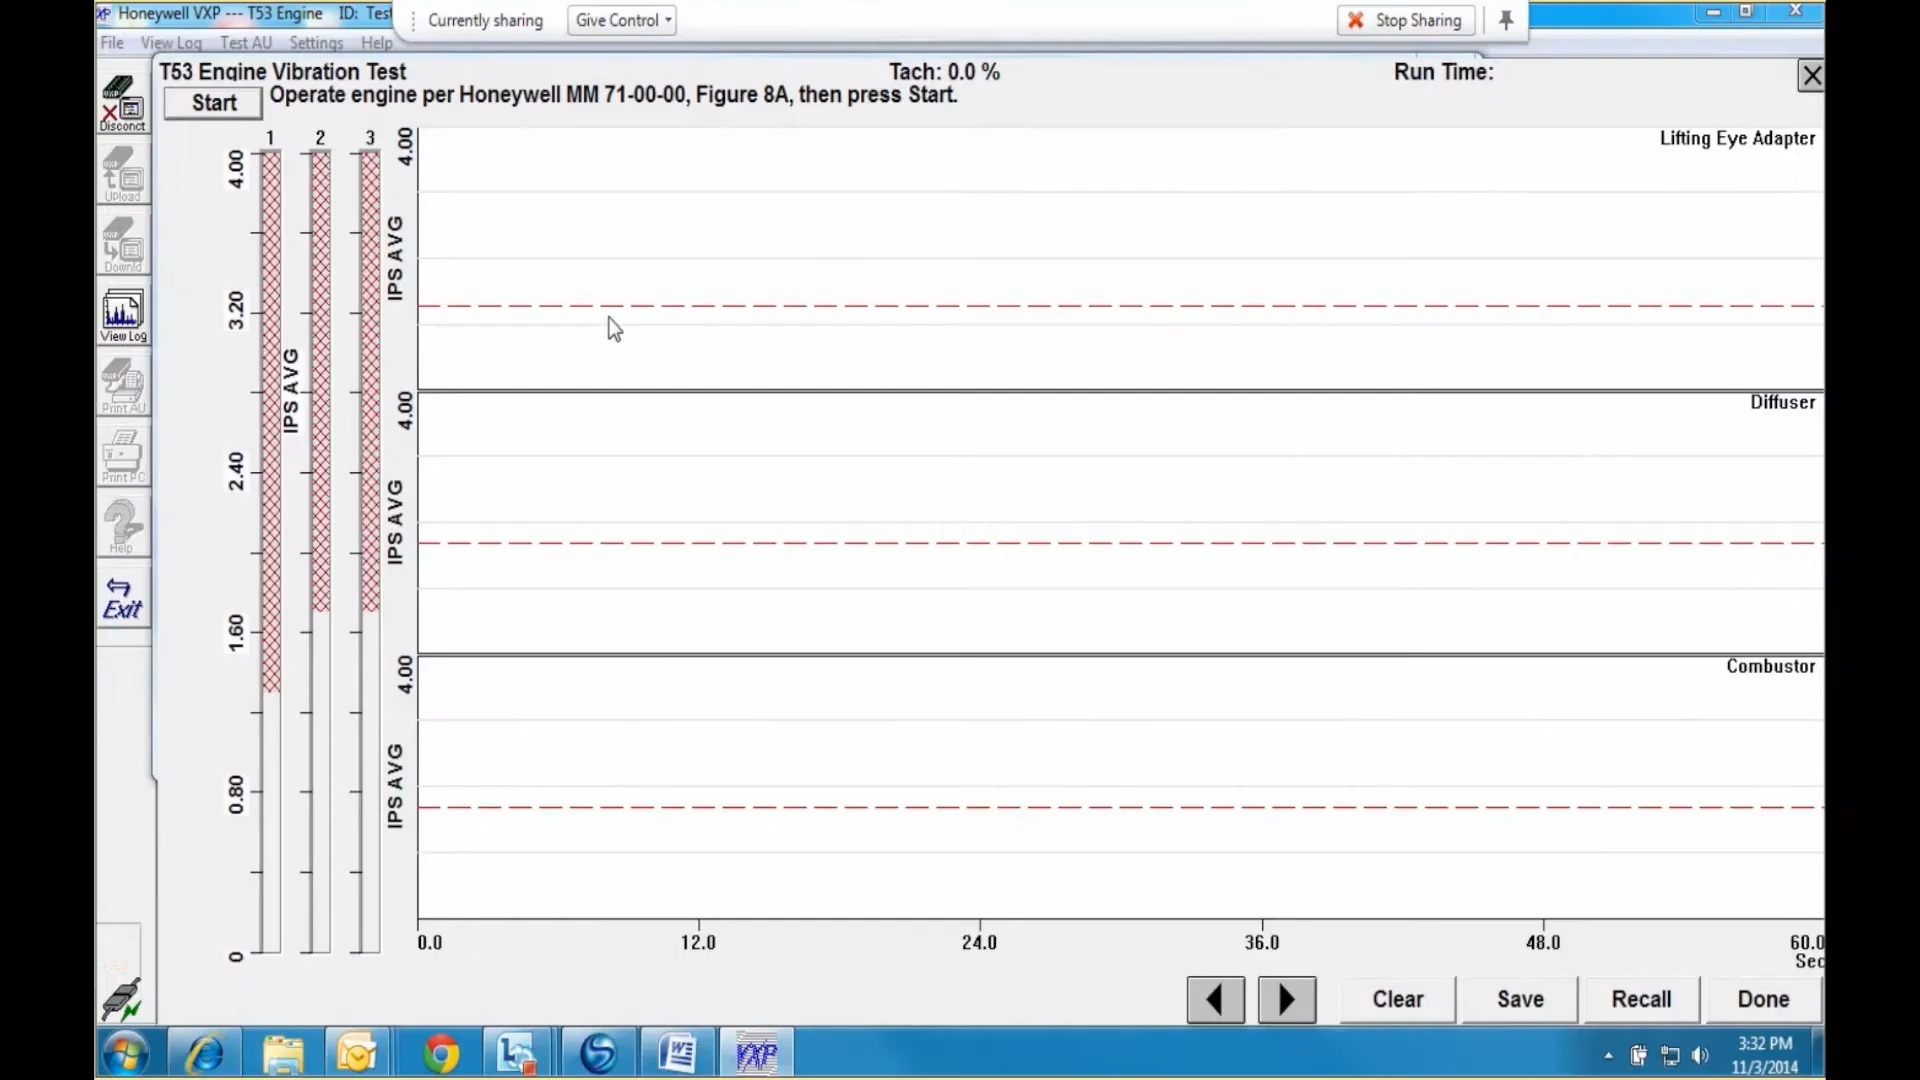 Honeywell VXP --- T53 Engine ID: Test
Currently sharing
Give Control
Stop Sharing
File View Log Test AU Settings Help
T53 Engine Vibration Test
Tach: 0.0 %
Run Time:
Start
Operate engine per Honeywell MM 71-00-00, Figure 8A, then press Start.
Disconct
Upload
Downld
View Log
Print AU
Print PC
Help
Exit
1 2 3
4.00
3.20
2.40
1.60
0.80
0
IPS AVG
4.00
IPS AVG
Lifting Eye Adapter
4.00
IPS AVG
Diffuser
4.00
IPS AVG
Combustor
0.0 12.0 24.0 36.0 48.0 60.0
Sec
Clear
Save
Recall
Done
VXP
3:32 PM
11/3/2014